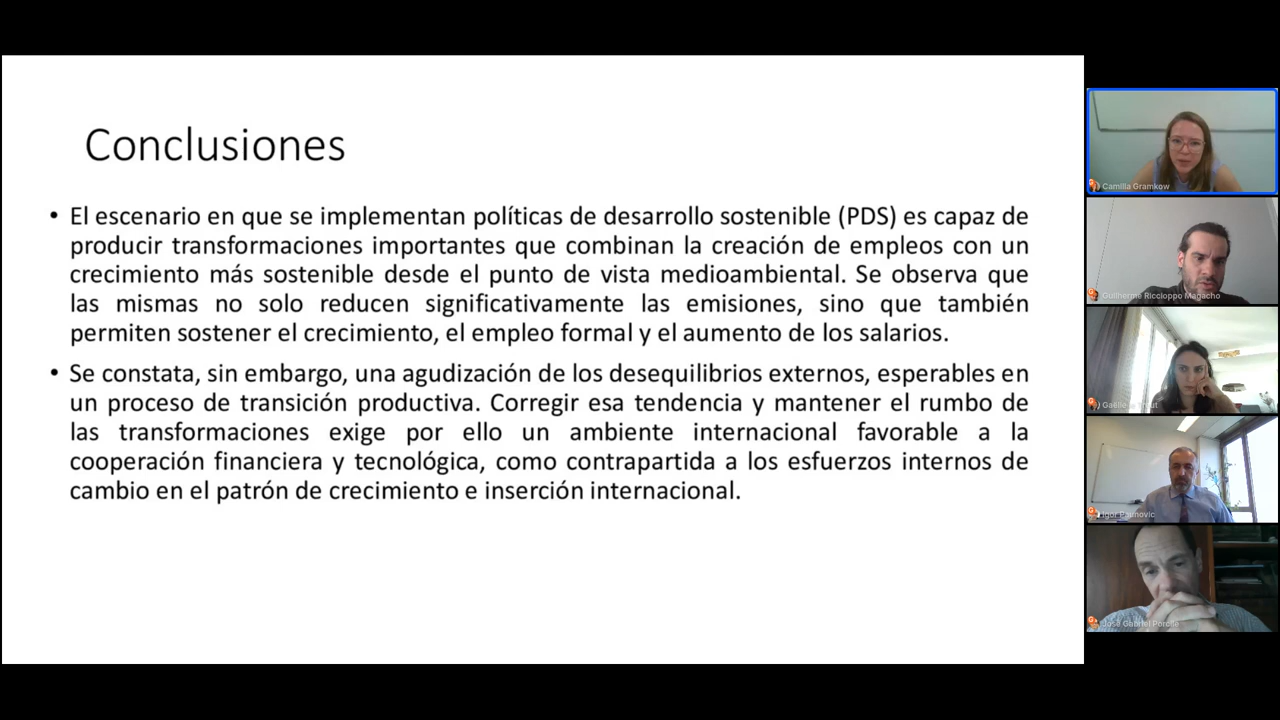 Conclusiones
• El escenario en que se implementan políticas de desarrollo sostenible (PDS) es capaz de
producir transformaciones importantes que combinan la creación de empleos con un
crecimiento más sostenible desde el punto de vista medioambiental. Se observa que
las mismas no solo reducen significativamente las emisiones, sino que también
permiten sostener el crecimiento, el empleo formal y el aumento de los salarios.
• Se constata, sin embargo, una agudización de los desequilibrios externos, esperables en
un proceso de transición productiva. Corregir esa tendencia y mantener el rumbo de
las transformaciones exige por ello un ambiente internacional favorable a la
cooperación financiera y tecnológica, como contrapartida a los esfuerzos internos de
cambio en el patrón de crecimiento e inserción internacional.
Camilla Gramkow
Guilherme Riccioppo Magacho
José Gabriel Porcile